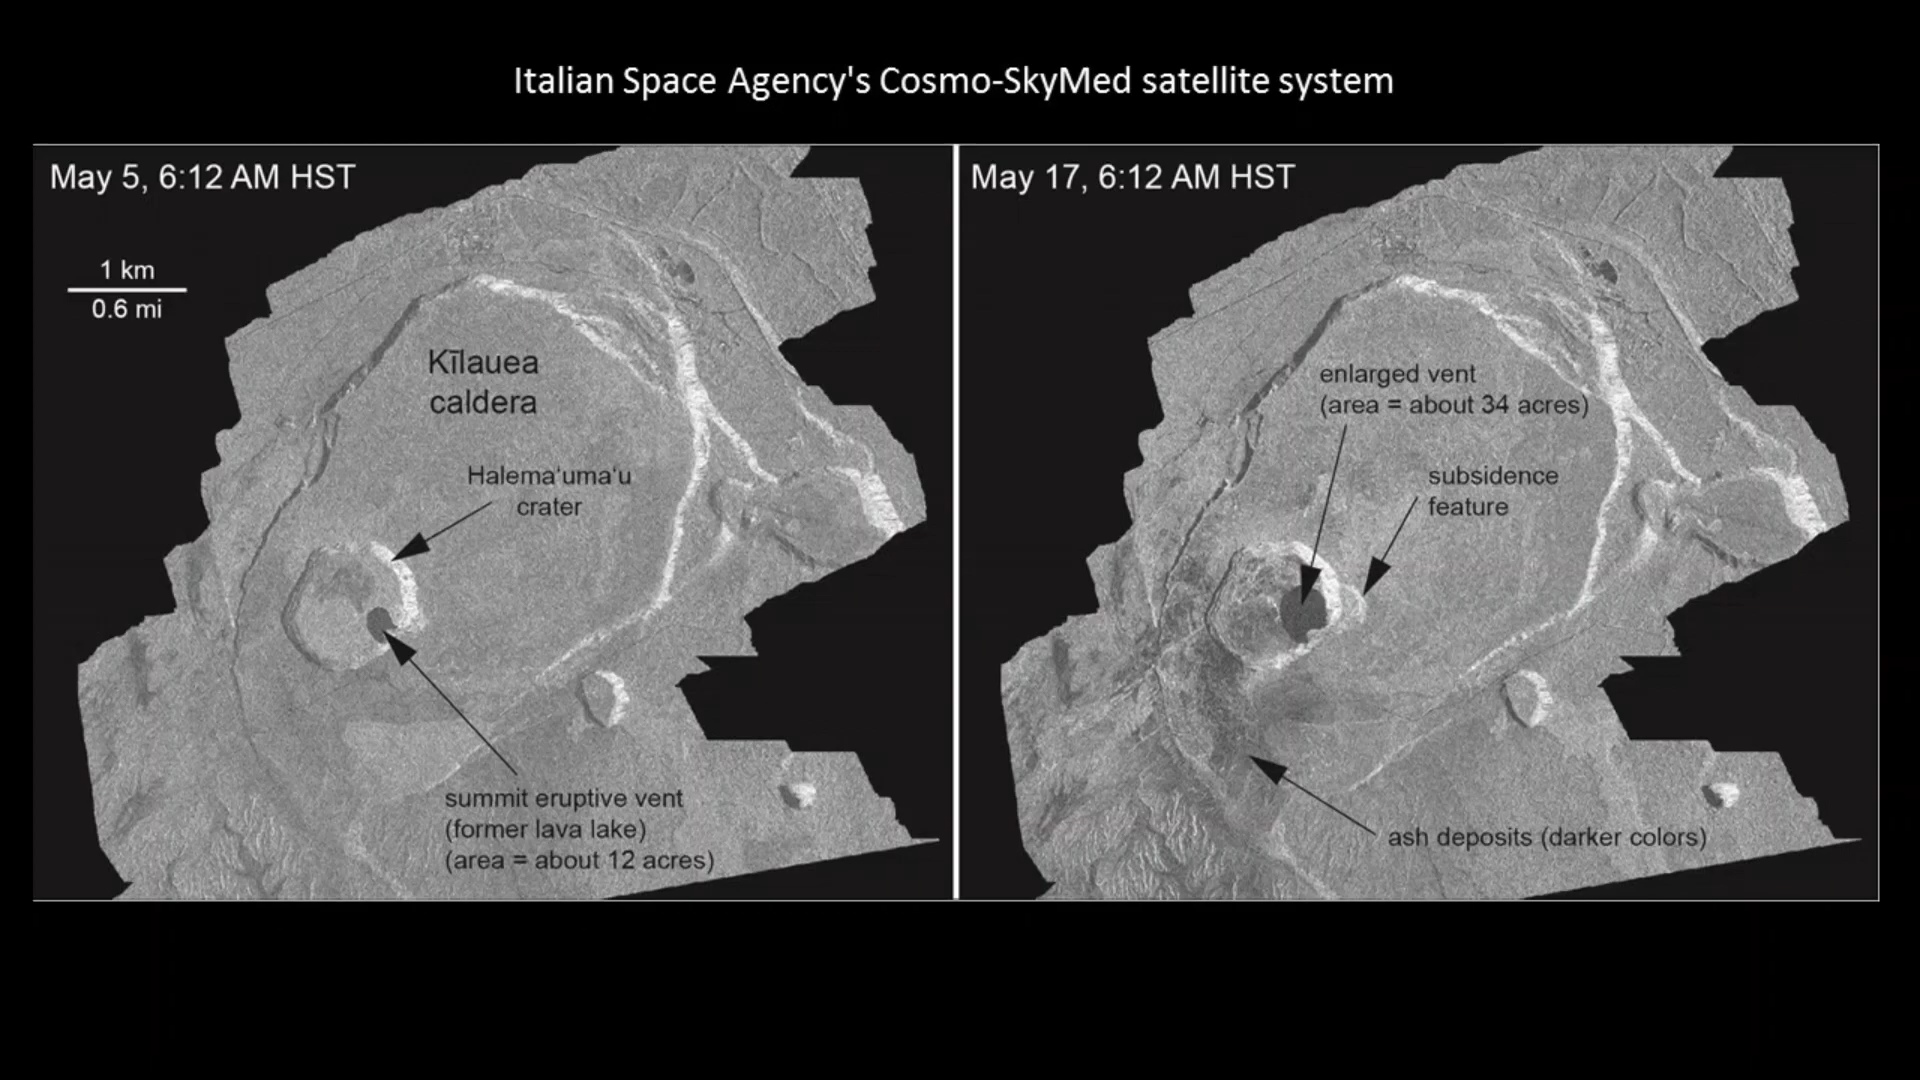 Italian Space Agency's Cosmo-SkyMed satellite system
May 5, 6:12 AM HST
1 km
0.6 mi
Kīlauea
caldera
Halemaʻumaʻu
crater
summit eruptive vent
(former lava lake)
(area = about 12 acres)
May 17, 6:12 AM HST
enlarged vent
(area = about 34 acres)
subsidence
feature
ash deposits (darker colors)